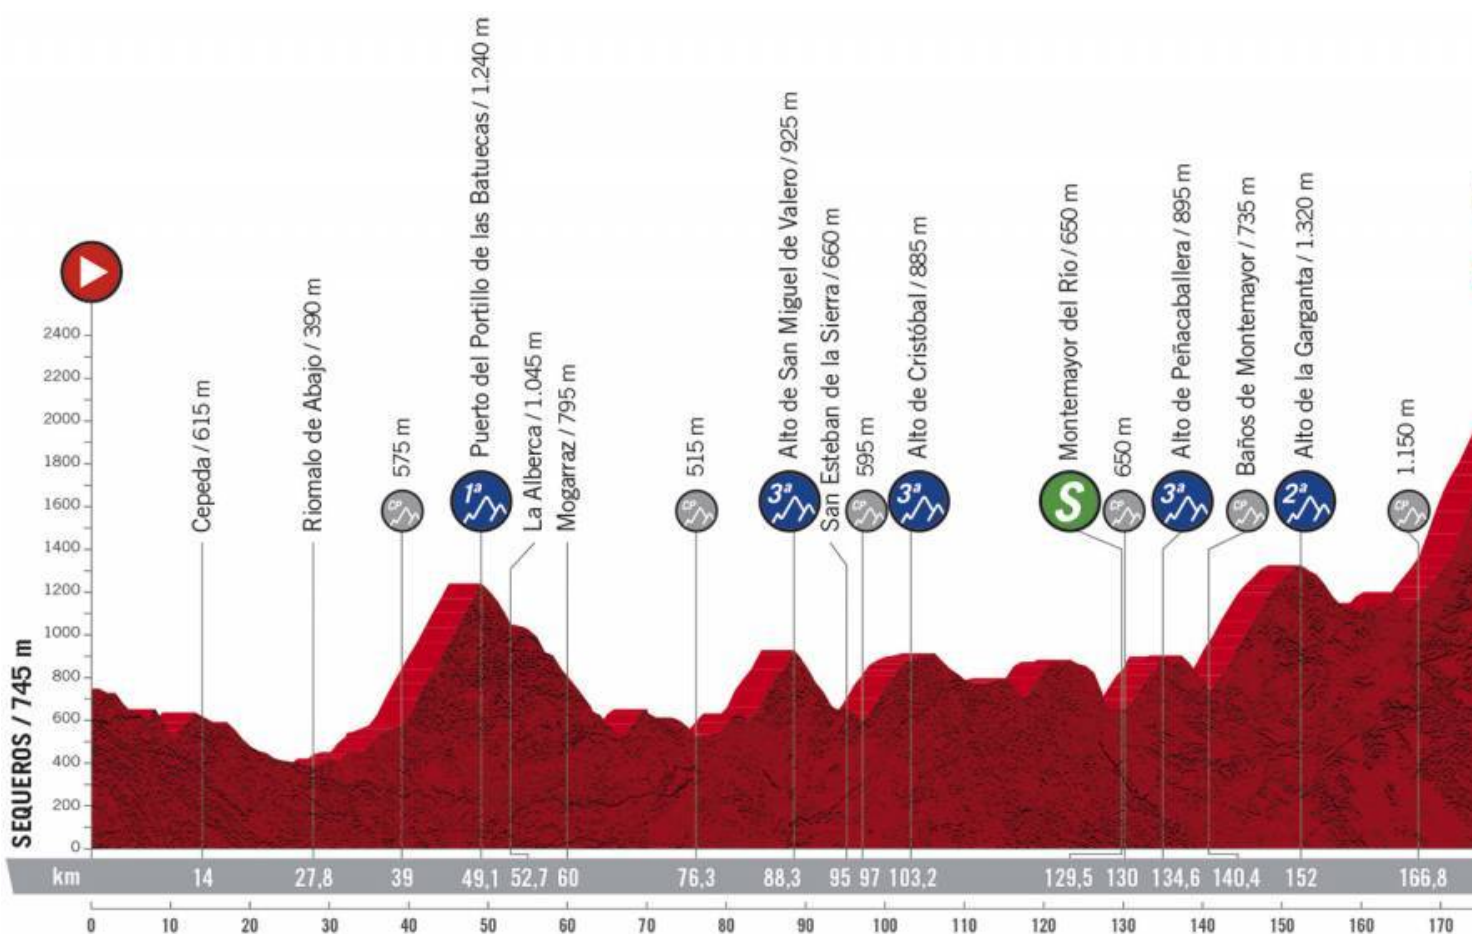 Cepeda / 615 m
Riomalo de Abajo / 390 m
575 m
Puerto del Portillo de las Batuecas / 1.240 m
La Alberca / 1.045 m
Mogarraz / 795 m
515 m
Alto de San Miguel de Valero / 925 m
San Esteban de la Sierra / 660 m
595 m
Alto de Cristóbal / 885 m
Montemayor del Río / 650 m
650 m
Alto de Peñacaballera / 895 m
Baños de Montemayor / 735 m
Alto de la Garganta / 1.320 m
1.150 m
CP
1ª
CP
3ª
CP
3ª
S
CP
3ª
CP
2ª
CP
2400
2200
2000
1800
1600
1400
1200
1000
800
600
400
200
0
SEQUEROS / 745 m
km 14 27,8 39 49,1 52,7 60 76,3 88,3 95 97 103,2 129,5 130 134,6 140,4 152 166,8
0 10 20 30 40 50 60 70 80 90 100 110 120 130 140 150 160 170